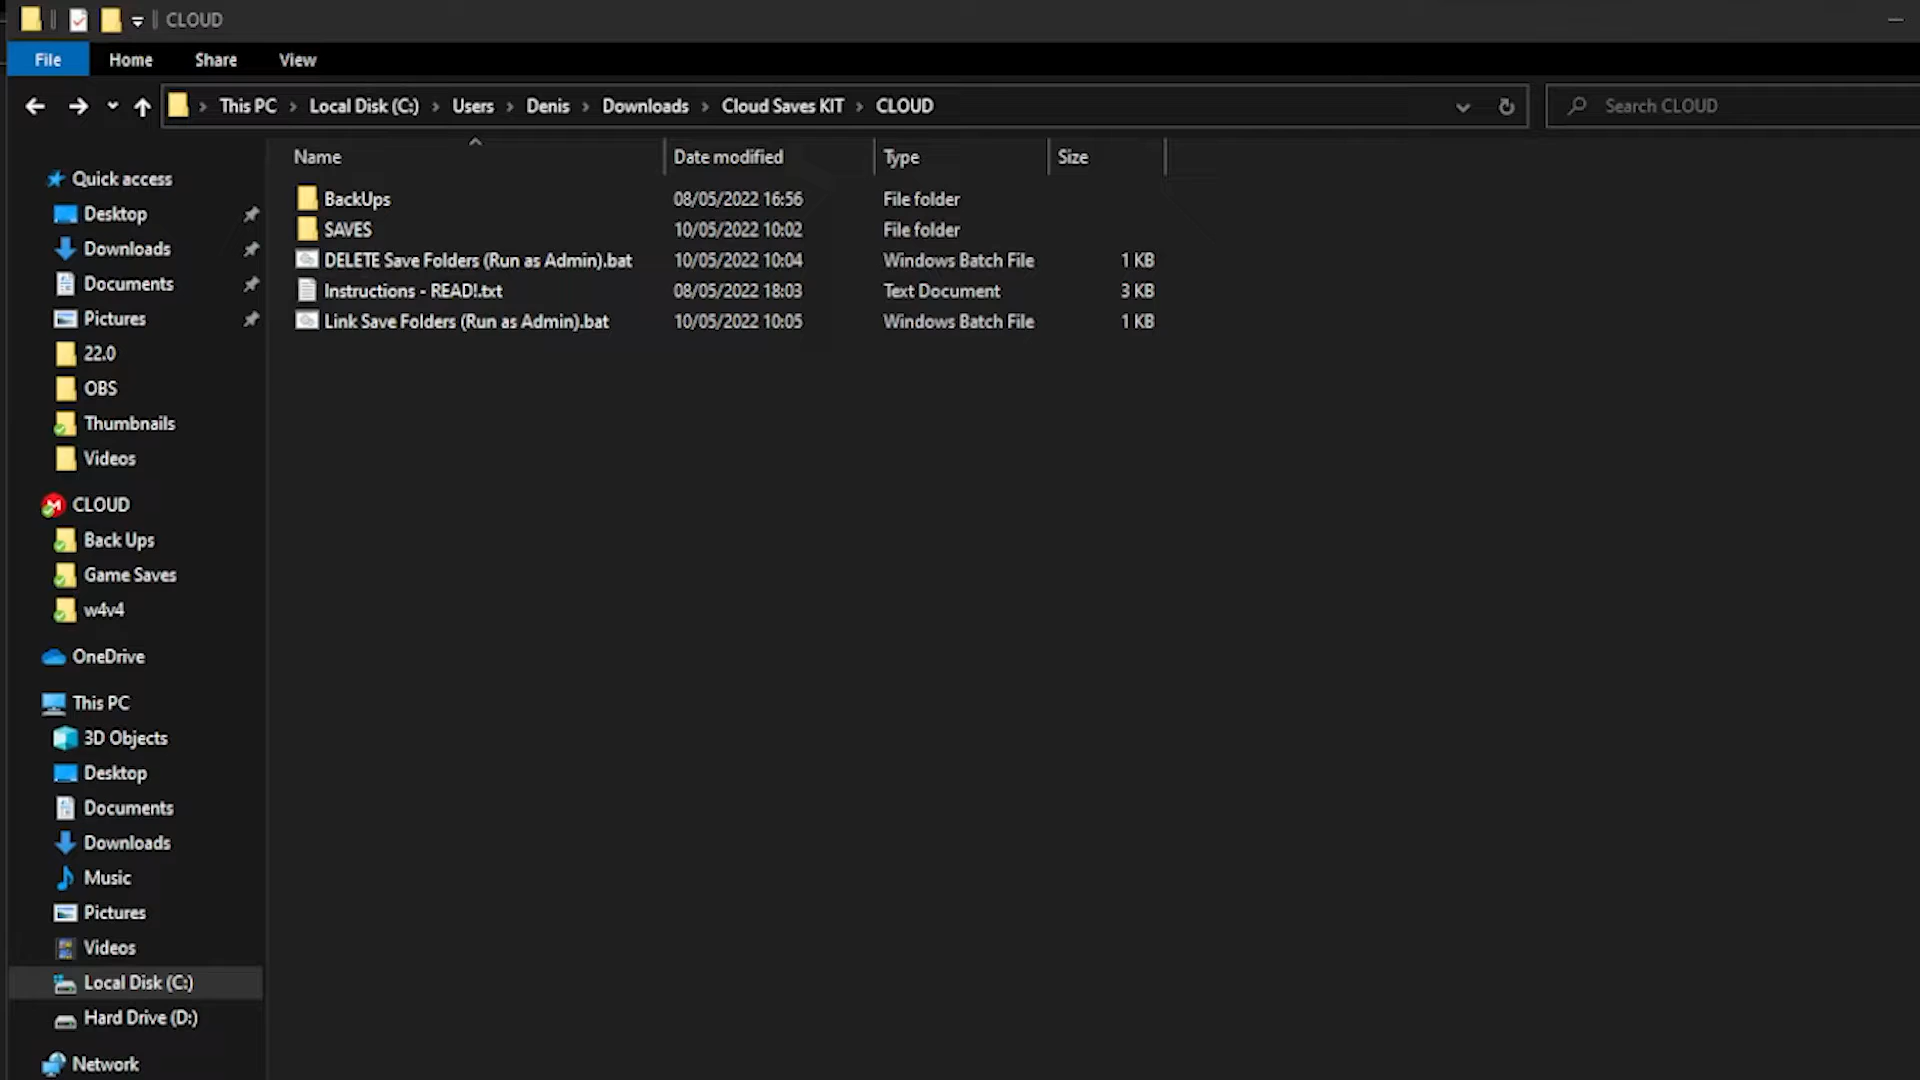 CLOUD
File Home Share View
This PC Local Disk (C:) Users Denis Downloads Cloud Saves KIT CLOUD Search CLOUD
Name Date modified Type Size
BackUps 08/05/2022 16:56 File folder
SAVES 10/05/2022 10:02 File folder
DELETE Save Folders (Run as Admin).bat 10/05/2022 10:04 Windows Batch File 1 KB
Instructions - READ!.txt 08/05/2022 18:03 Text Document 3 KB
Link Save Folders (Run as Admin).bat 10/05/2022 10:05 Windows Batch File 1 KB
Quick access
Desktop
Downloads
Documents
Pictures
22.0
OBS
Thumbnails
Videos
CLOUD
Back Ups
Game Saves
w4v4
OneDrive
This PC
3D Objects
Desktop
Documents
Downloads
Music
Pictures
Videos
Local Disk (C:)
Hard Drive (D:)
Network